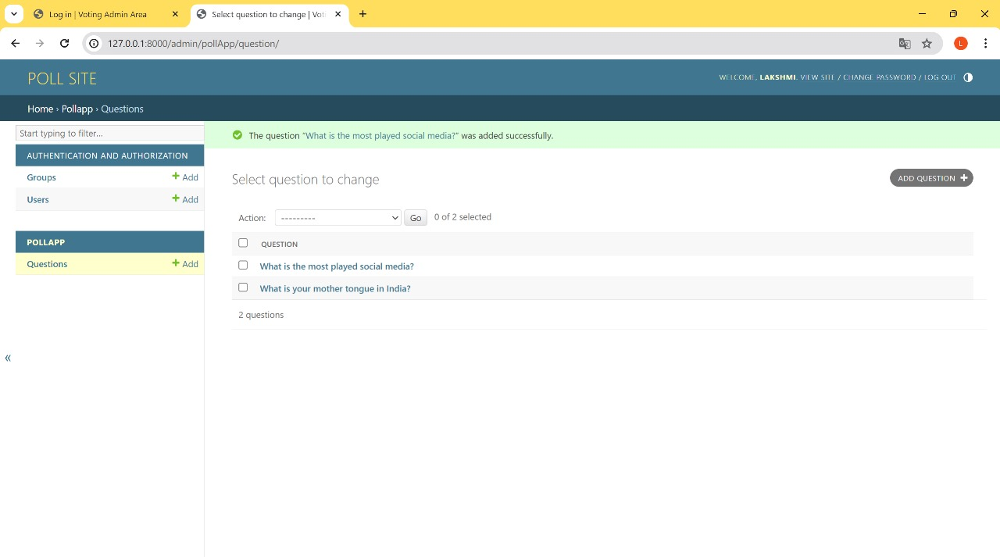 Log in | Voting Admin Area
Select question to change | Voti
127.0.0.1:8000/admin/pollApp/question/
L
POLL SITE
WELCOME, LAKSHMI. VIEW SITE / CHANGE PASSWORD / LOG OUT
Home › Pollapp › Questions
Start typing to filter...
The question “What is the most played social media?” was added successfully.
AUTHENTICATION AND AUTHORIZATION
Groups + Add
Users + Add
POLLAPP
Questions + Add
«
Select question to change
ADD QUESTION +
Action: --------- Go 0 of 2 selected
QUESTION
What is the most played social media?
What is your mother tongue in India?
2 questions